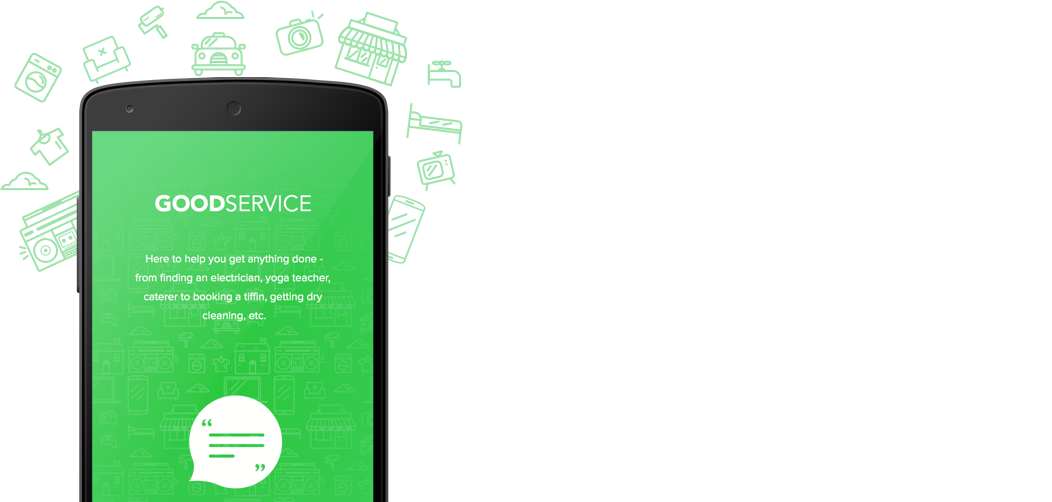 GOODSERVICE
Here to help you get anything done -
from finding an electrician, yoga teacher,
caterer to booking a tiffin, getting dry
cleaning, etc.